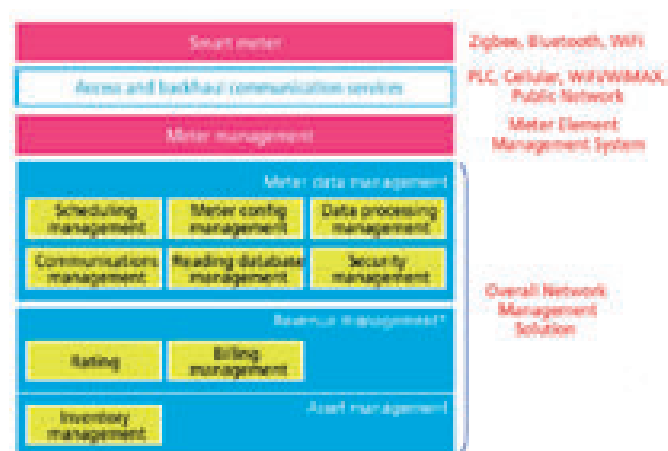 Smart meter
Zigbee, Bluetooth, WiFi
Access and backhaul communication services
PLC, Cellular, WiFi/WiMAX,
Public Network
Meter management
Meter Element
Management System
Meter data management
Scheduling
management
Meter config
management
Data processing
management
Communications
management
Reading database
management
Security
management
Overall Network
Management
Solution
Revenue management*
Rating
Billing
management
Asset management
Inventory
management